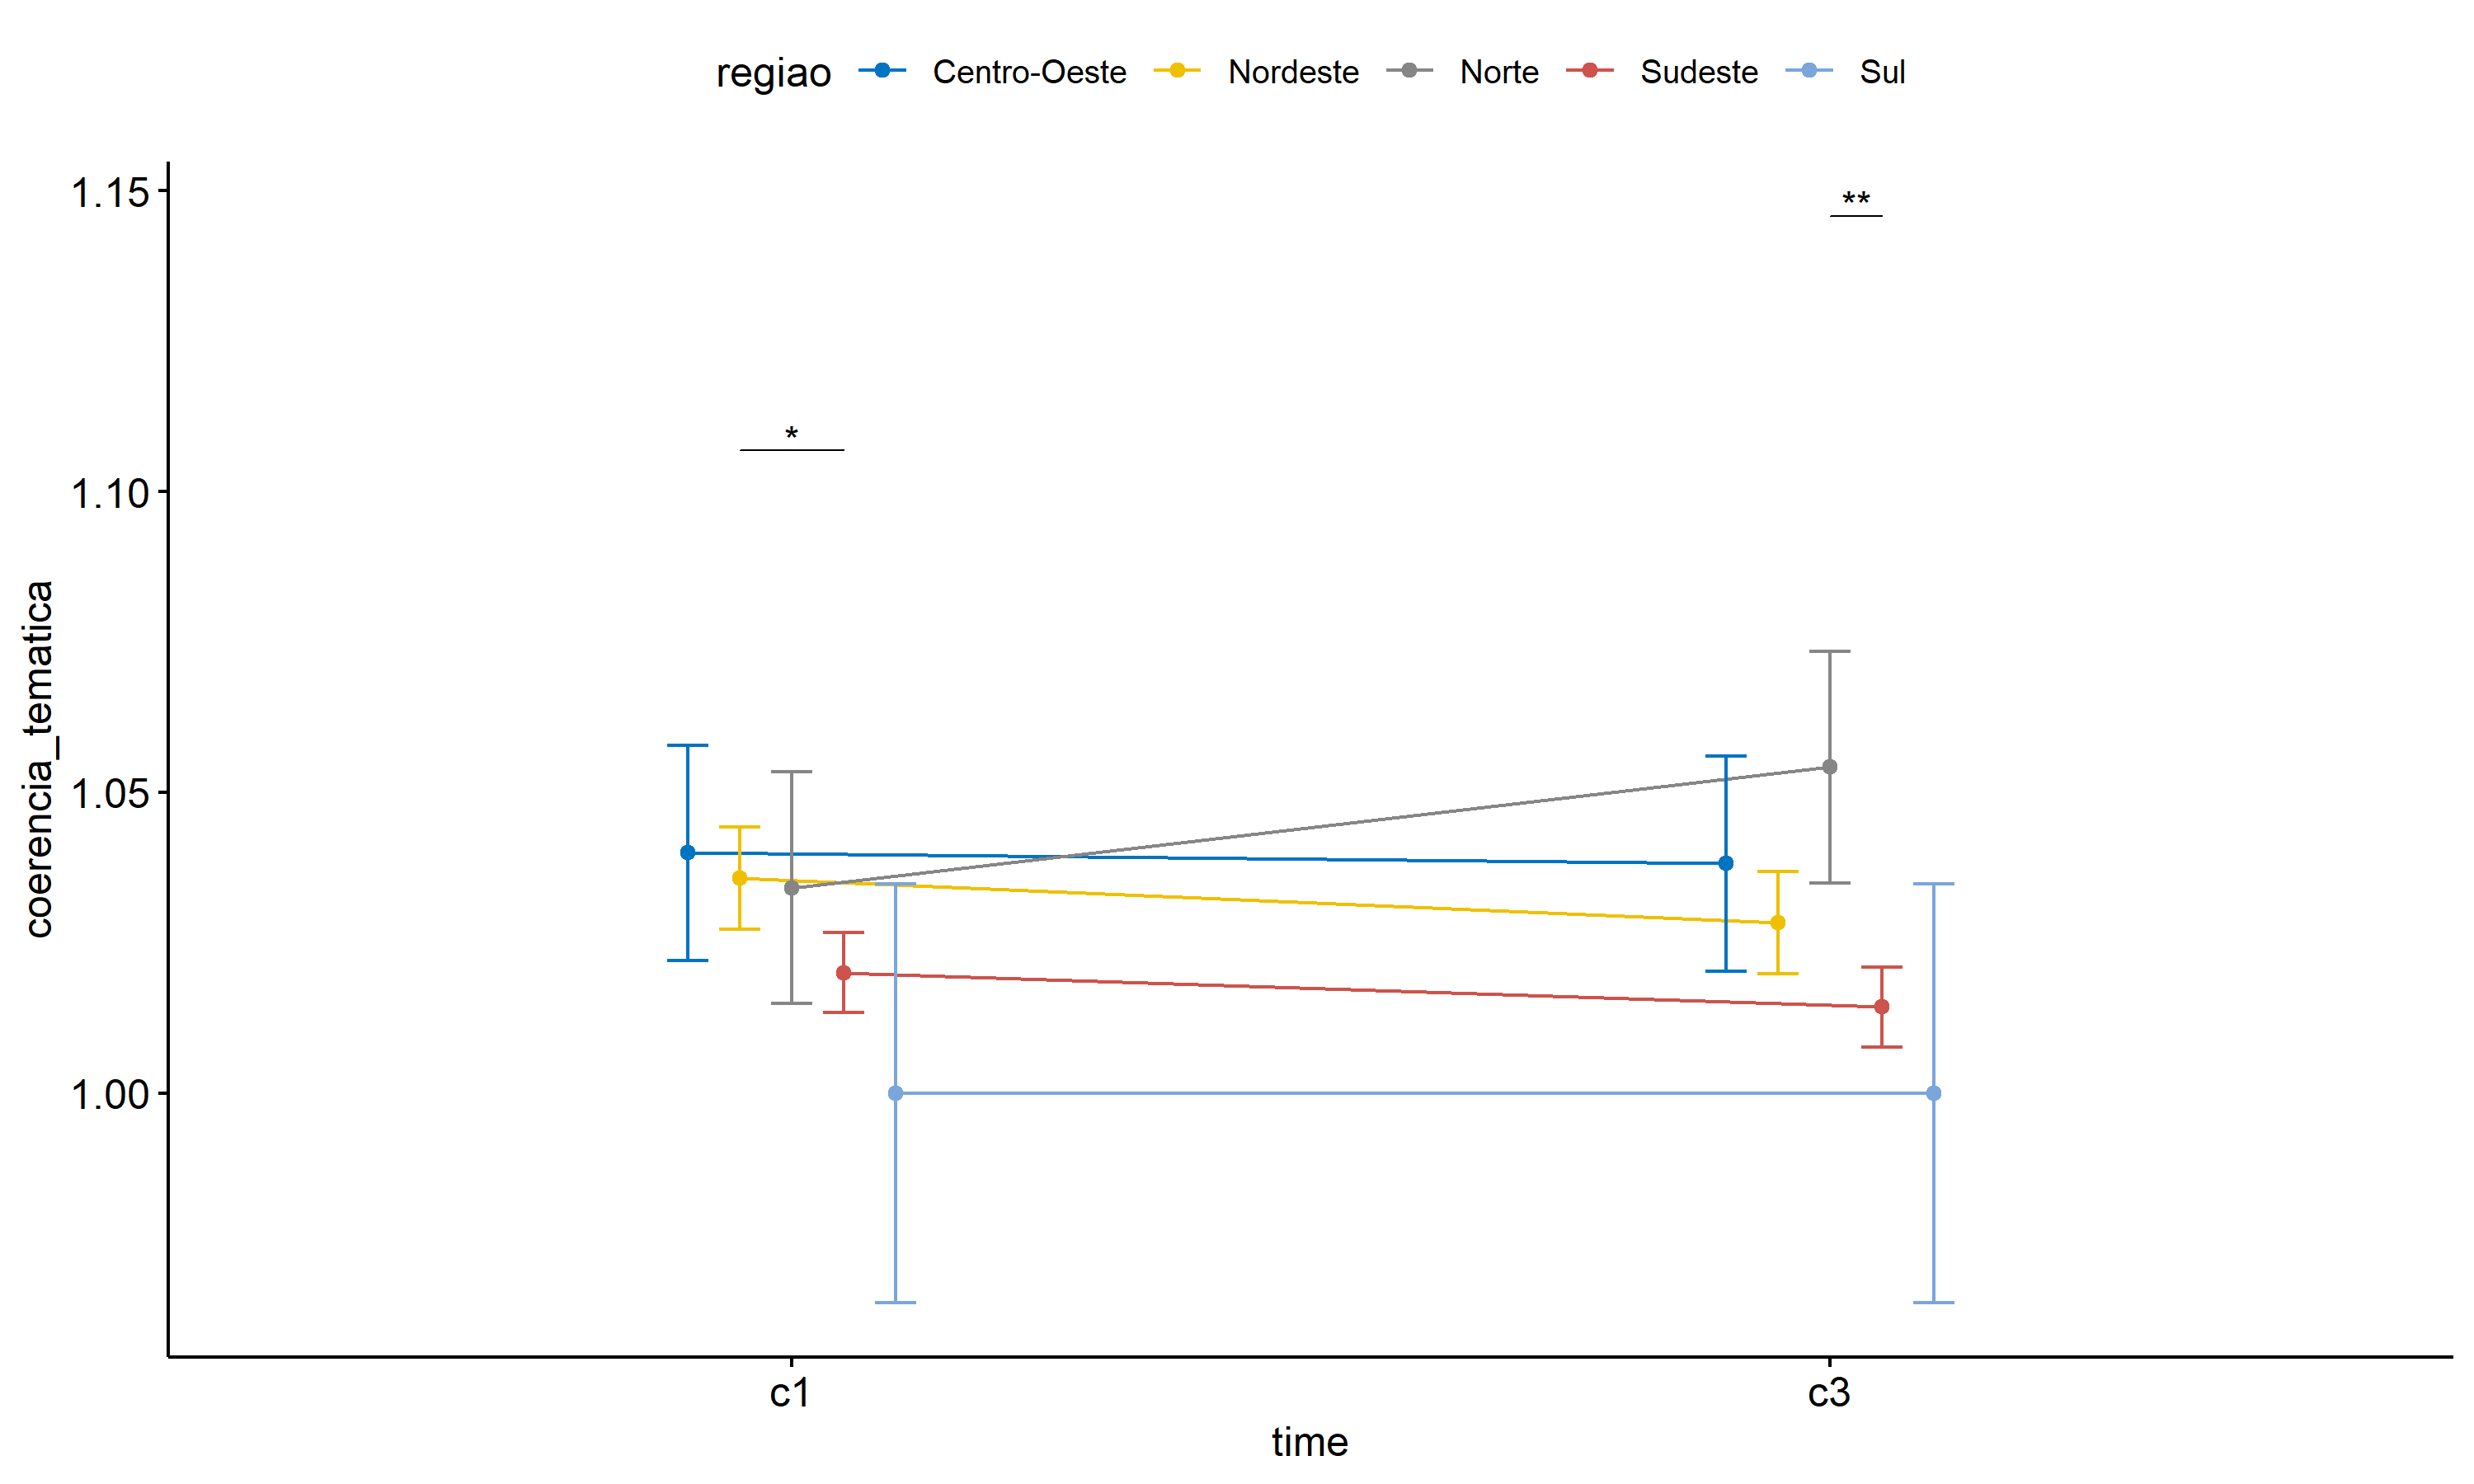 regiao Centro-Oeste Nordeste Norte Sudeste Sul
1.15
**
*
1.10
coerencia_tematica
1.05
1.00
c1 c3
time